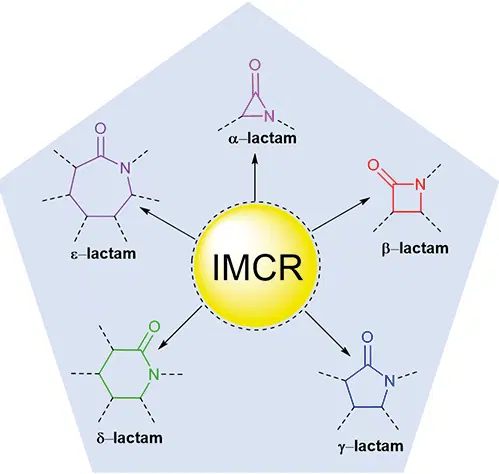 O
N
α–lactam
O
N
ε–lactam
O
N
β–lactam
IMCR
O
N
δ–lactam
O
N
γ–lactam